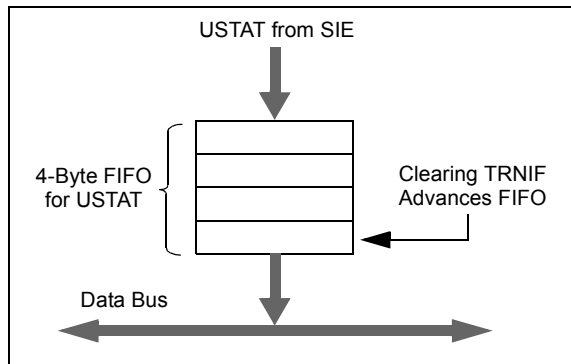 USTAT from SIE
4-Byte FIFO
for USTAT
Clearing TRNIF
Advances FIFO
Data Bus